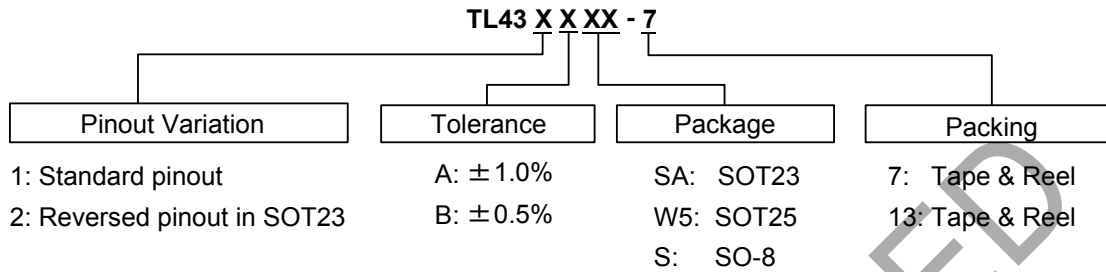 TL43 X X XX - 7
Pinout Variation
Tolerance
Package
Packing
1: Standard pinout
A: ±1.0%
SA: SOT23
7: Tape & Reel
2: Reversed pinout in SOT23
B: ±0.5%
W5: SOT25
13: Tape & Reel
S: SO-8
ED